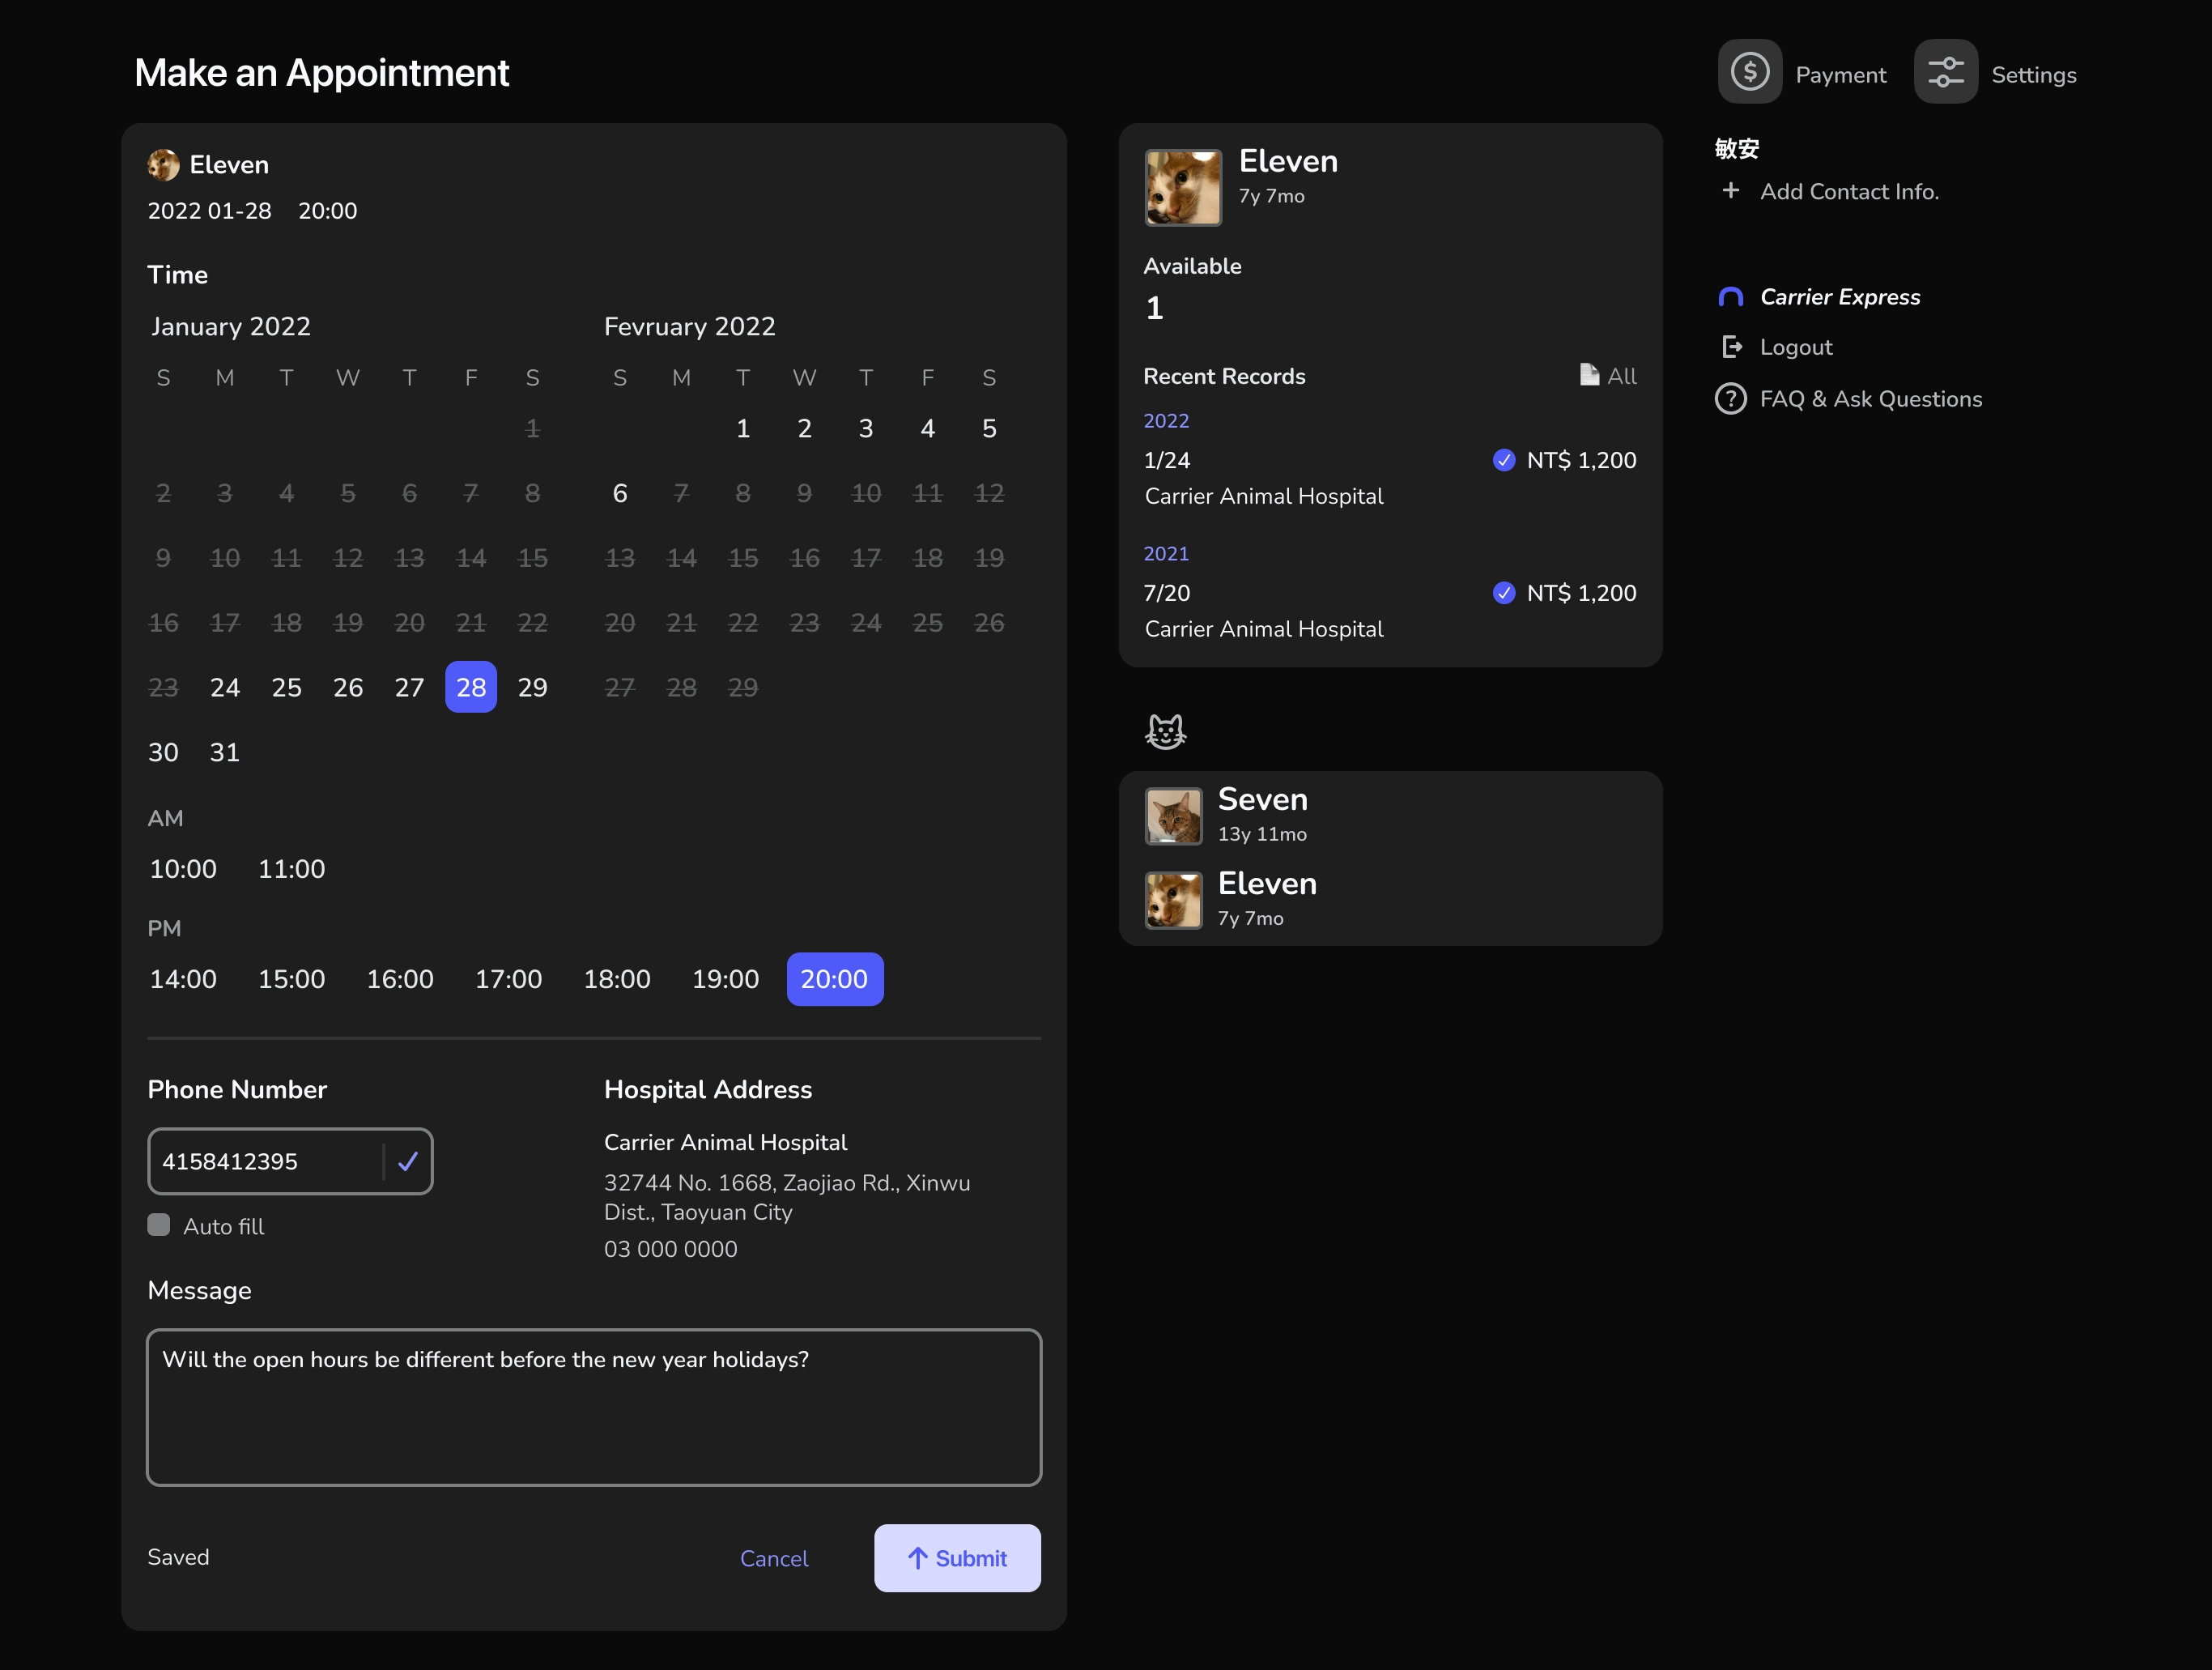 Make an Appointment
Payment
Settings
Eleven
2022 01-28 20:00
Time
January 2022
S M T W T F S
1
2 3 4 5 6 7 8
9 10 11 12 13 14 15
16 17 18 19 20 21 22
23 24 25 26 27 28 29
30 31
Fevruary 2022
S M T W T F S
1 2 3 4 5
6 7 8 9 10 11 12
13 14 15 16 17 18 19
20 21 22 23 24 25 26
27 28 29
AM
10:00 11:00
PM
14:00 15:00 16:00 17:00 18:00 19:00 20:00
Phone Number
4158412395
Auto fill
Hospital Address
Carrier Animal Hospital
32744 No. 1668, Zaojiao Rd., Xinwu
Dist., Taoyuan City
03 000 0000
Message
Will the open hours be different before the new year holidays?
Saved
Cancel
Submit
Eleven
7y 7mo
Available
1
Recent Records
All
2022
1/24 NT$ 1,200
Carrier Animal Hospital
2021
7/20 NT$ 1,200
Carrier Animal Hospital
Seven
13y 11mo
Eleven
7y 7mo
敏安
Add Contact Info.
Carrier Express
Logout
FAQ & Ask Questions